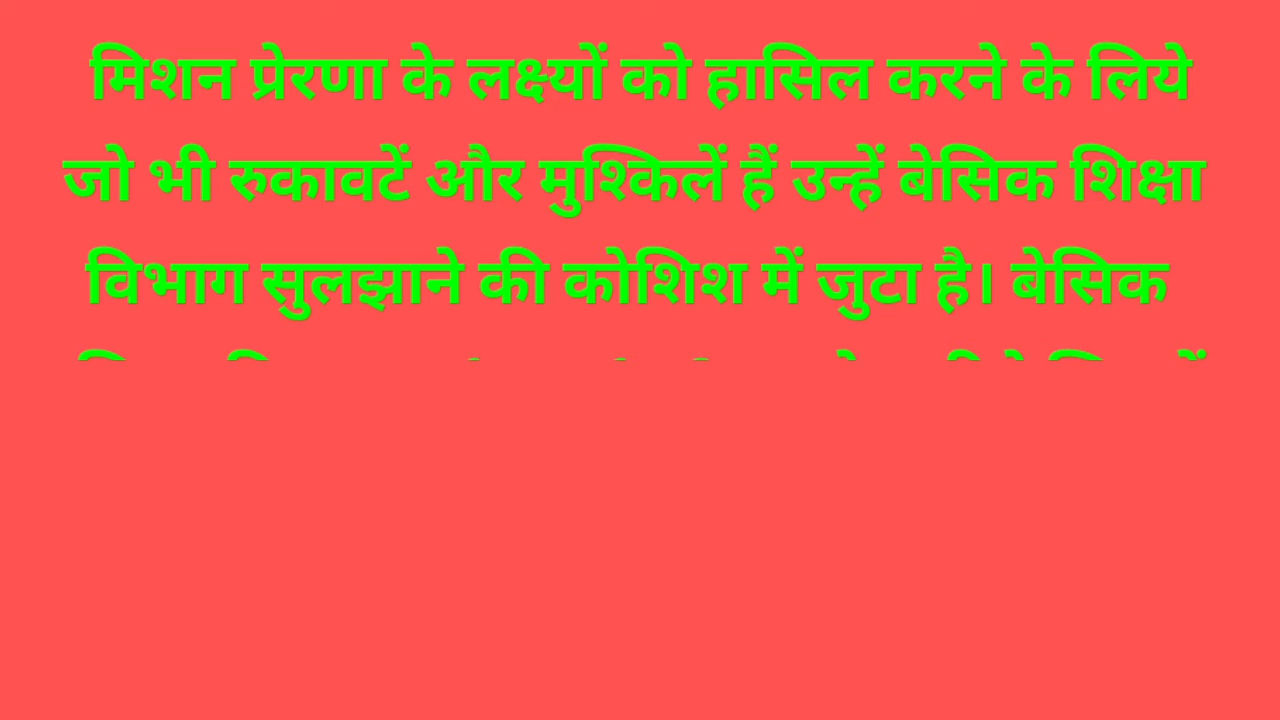 मिशन प्रेरणा के लक्ष्यों को हासिल करने के लिये
जो भी रुकावटें और मुश्किलें हैं उन्हें बेसिक शिक्षा
विभाग सुलझाने की कोशिश में जुटा है। बेसिक